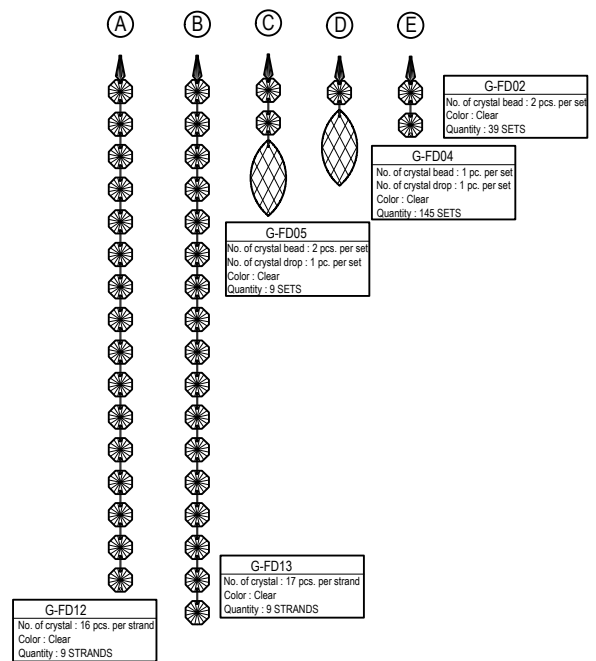 A B C D E
G-FD02
No. of crystal bead : 2 pcs. per set
Color : Clear
Quantity : 39 SETS
G-FD04
No. of crystal bead : 1 pc. per set
No. of crystal drop : 1 pc. per set
Color : Clear
Quantity : 145 SETS
G-FD05
No. of crystal bead : 2 pcs. per set
No. of crystal drop : 1 pc. per set
Color : Clear
Quantity : 9 SETS
G-FD13
No. of crystal : 17 pcs. per strand
Color : Clear
Quantity : 9 STRANDS
G-FD12
No. of crystal : 16 pcs. per strand
Color : Clear
Quantity : 9 STRANDS